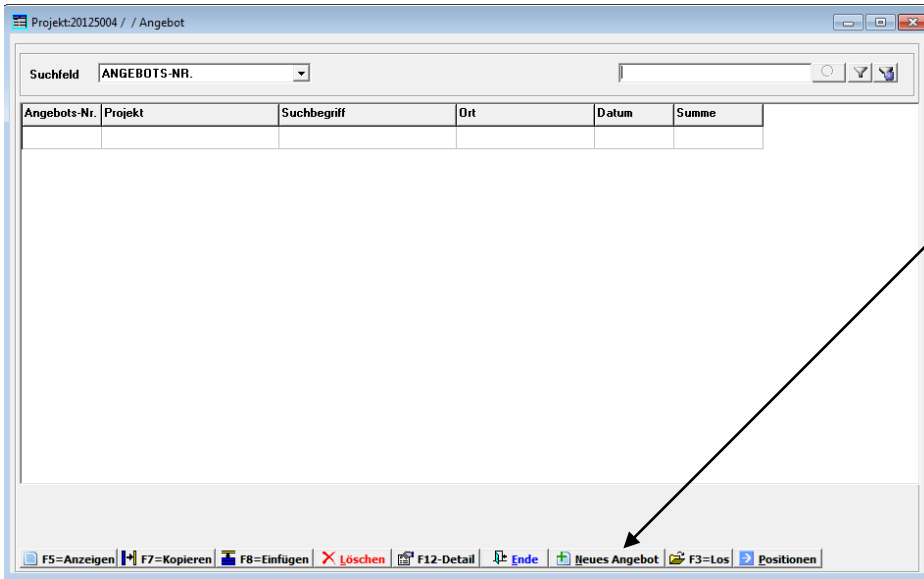 Projekt:20125004 / / Angebot
Suchfeld ANGEBOTS-NR.
Angebots-Nr. Projekt Suchbegriff Ort Datum Summe
F5=Anzeigen F7=Kopieren F8=Einfügen Löschen F12-Detail Ende Neues Angebot F3=Los Positionen